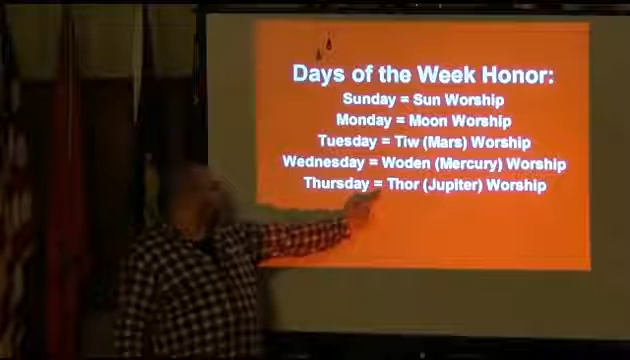 Days of the Week Honor:
Sunday = Sun Worship
Monday = Moon Worship
Tuesday = Tiw (Mars) Worship
Wednesday = Woden (Mercury) Worship
Thursday = Thor (Jupiter) Worship